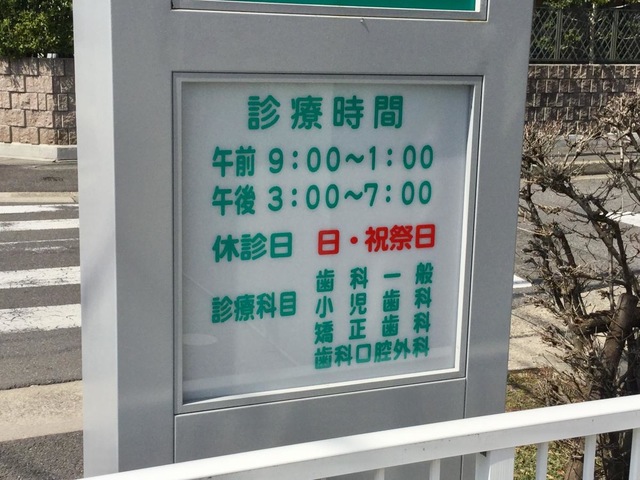 診療時間
午前 9:00～1:00
午後 3:00～7:00
休診日 日・祝祭日
診療科目 歯科一般
小児歯科
矯正歯科
歯科口腔外科